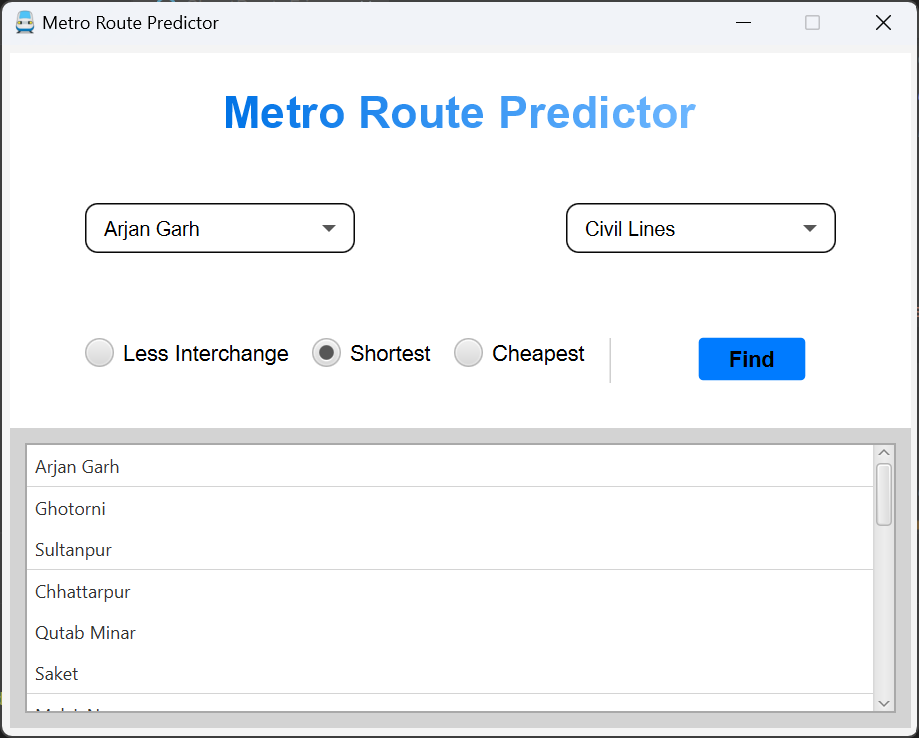 Metro Route Predictor
Metro Route Predictor
Arjan Garh Civil Lines
Less Interchange Shortest Cheapest Find
Arjan Garh
Ghotorni
Sultanpur
Chhattarpur
Qutab Minar
Saket